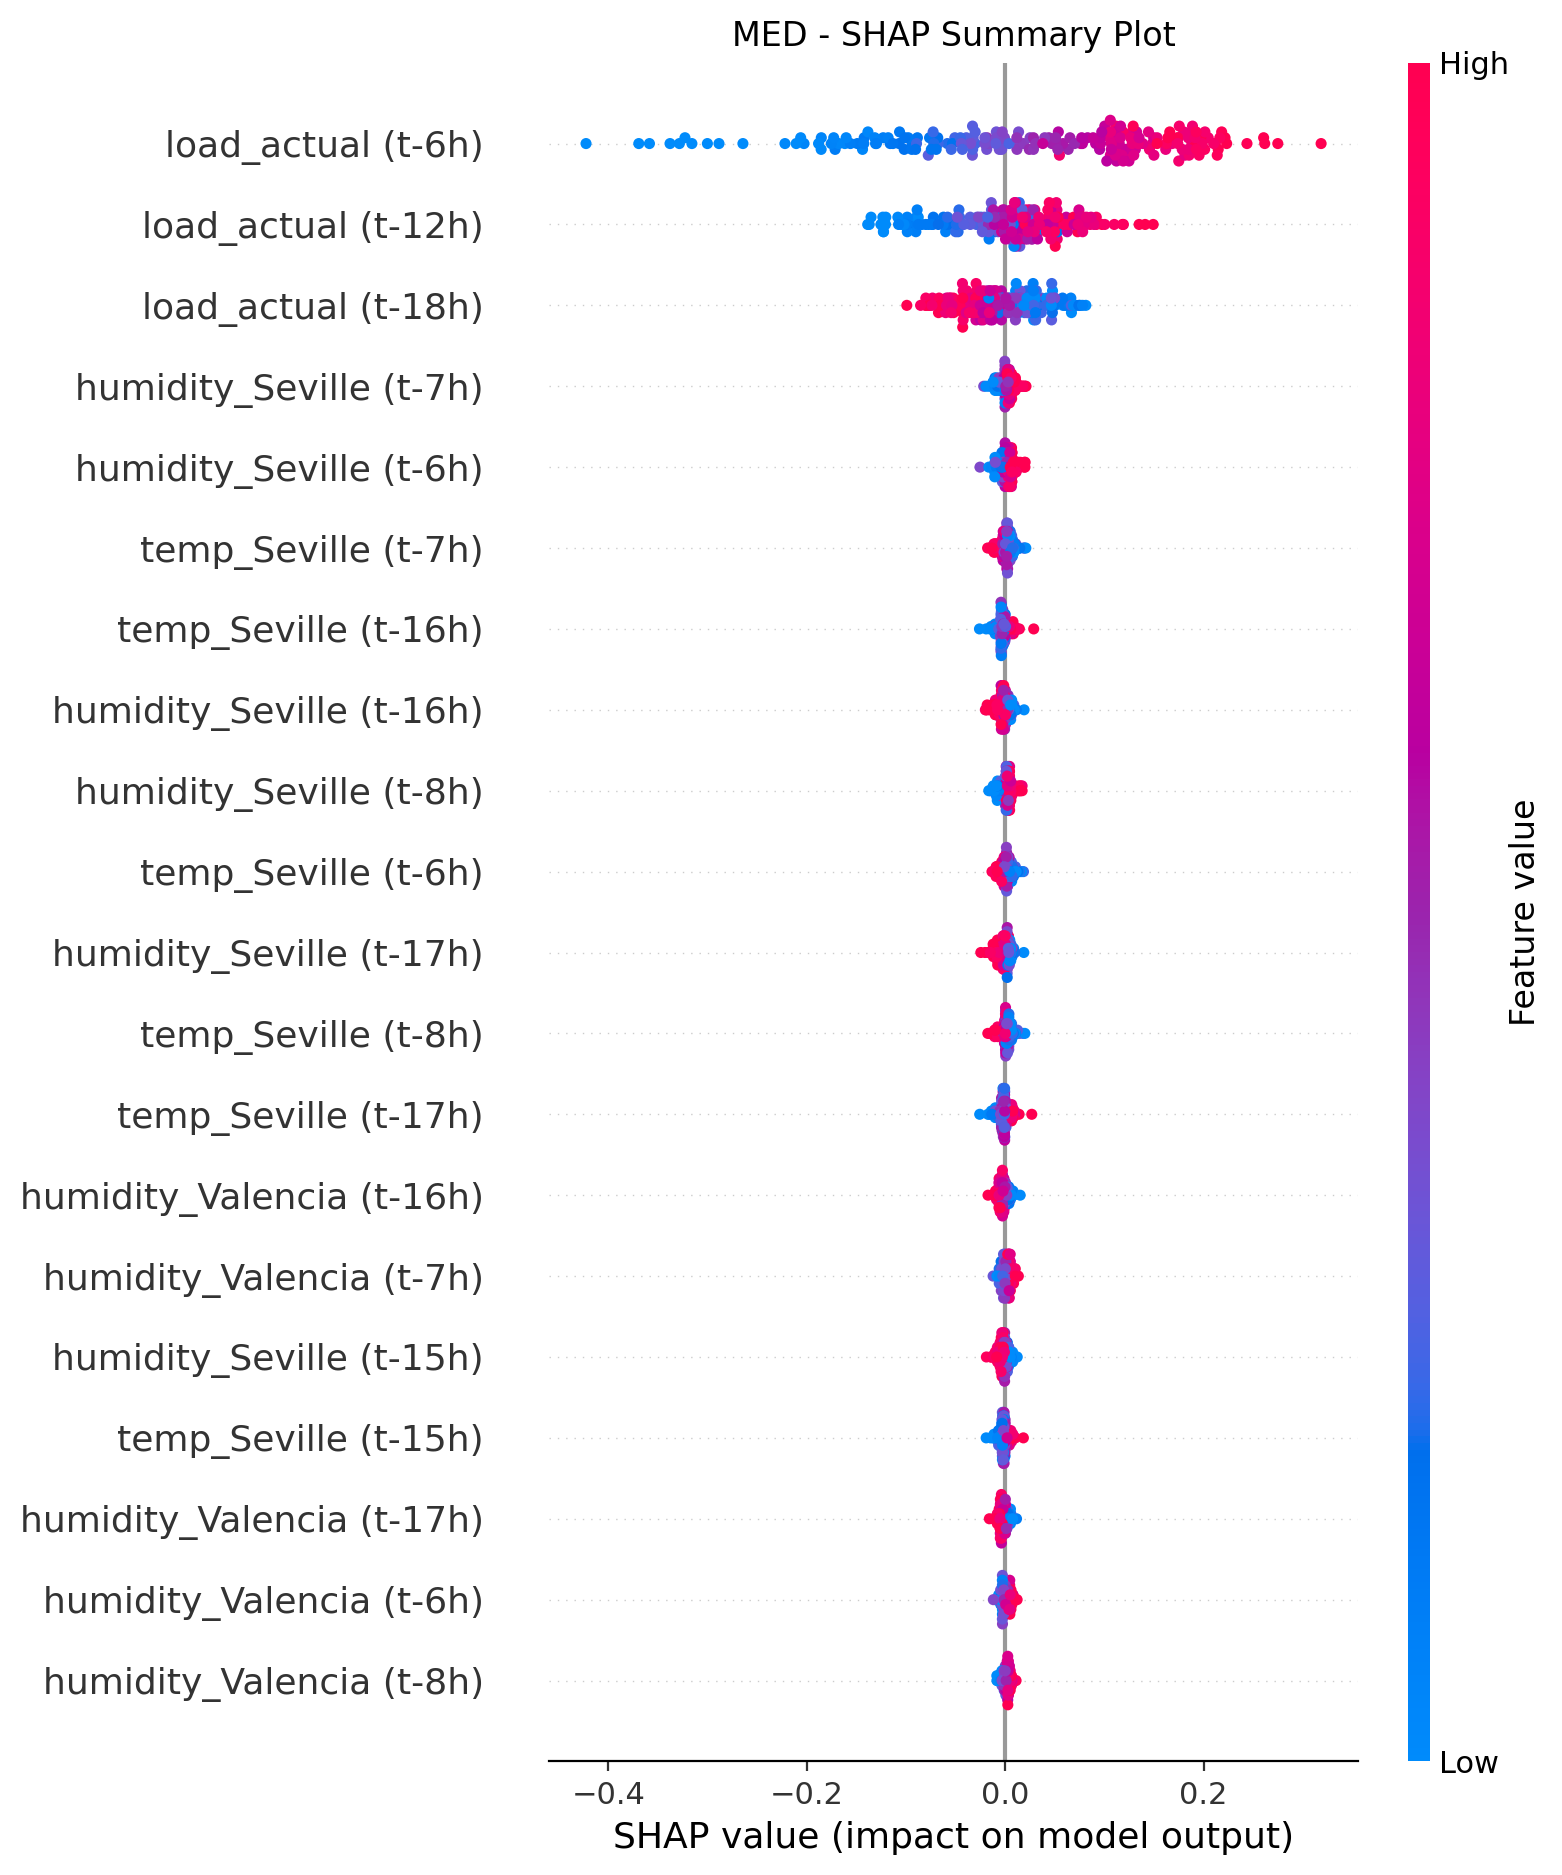 MED - SHAP Summary Plot
High
load_actual (t-6h)
load_actual (t-12h)
load_actual (t-18h)
humidity_Seville (t-7h)
humidity_Seville (t-6h)
temp_Seville (t-7h)
temp_Seville (t-16h)
humidity_Seville (t-16h)
humidity_Seville (t-8h)
temp_Seville (t-6h)
humidity_Seville (t-17h)
temp_Seville (t-8h)
temp_Seville (t-17h)
humidity_Valencia (t-16h)
humidity_Valencia (t-7h)
humidity_Seville (t-15h)
temp_Seville (t-15h)
humidity_Valencia (t-17h)
humidity_Valencia (t-6h)
humidity_Valencia (t-8h)
Feature value
Low
−0.4 −0.2 0.0 0.2
SHAP value (impact on model output)